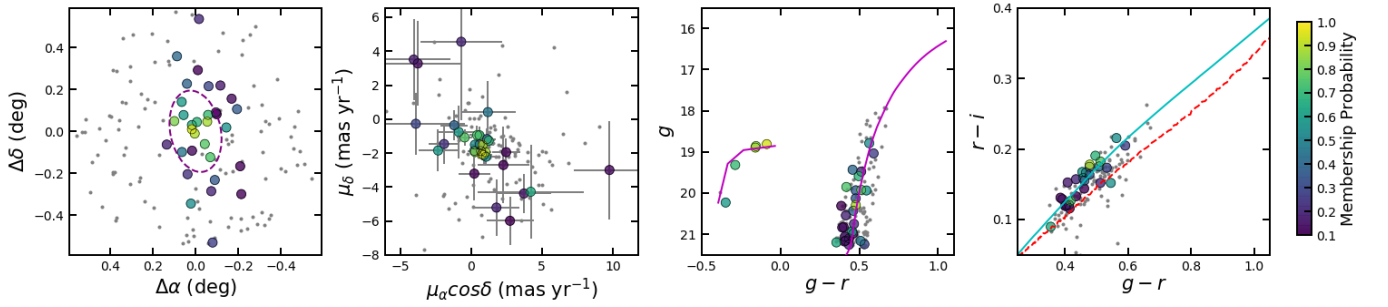 0.4
0.2
0.0
−0.2
−0.4
Δδ (deg)
0.4 0.2 0.0 −0.2 −0.4
Δα (deg)
6
4
2
0
−2
−4
−6
−8
μδ (mas yr⁻¹)
−5 0 5 10
μαcosδ (mas yr⁻¹)
15
16
17
18
19
20
21
g
−0.5 0.0 0.5 1.0
g − r
0.3
0.2
0.1
r − i
0.4 0.6 0.8 1.0
g − r
1.0
0.9
0.8
0.7
0.6
0.5
0.4
0.3
0.2
0.1
Membership Probability